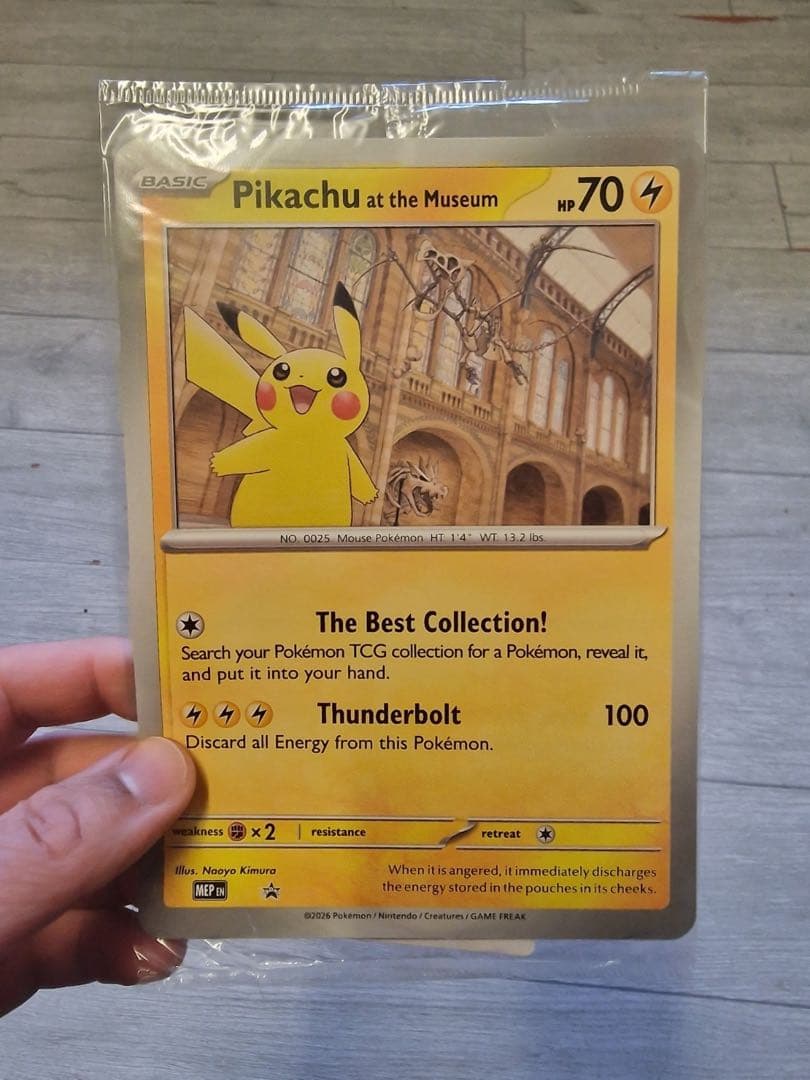 BASIC Pikachu at the Museum HP 70
NO. 0025 Mouse Pokémon HT 1'4" WT. 13.2 lbs.
The Best Collection!
Search your Pokémon TCG collection for a Pokémon, reveal it,
and put it into your hand.
Thunderbolt 100
Discard all Energy from this Pokémon.
weakness ×2 resistance retreat
Illus. Naoyo Kimura
MEP EN
When it is angered, it immediately discharges
the energy stored in the pouches in its cheeks.
©2026 Pokémon / Nintendo / Creatures / GAME FREAK